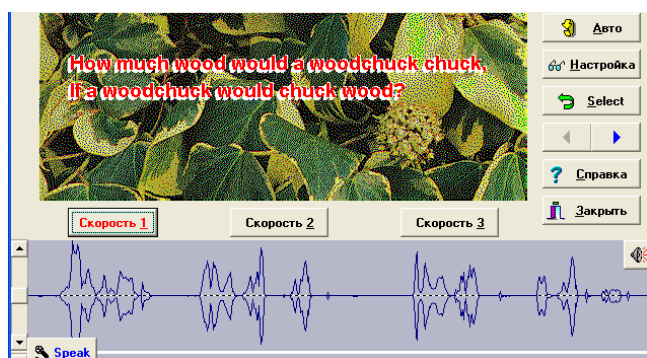 How much wood would a woodchuck chuck,
If a woodchuck would chuck wood?
Авто
Настройка
Select
Справка
Закрыть
Скорость 1
Скорость 2
Скорость 3
Speak